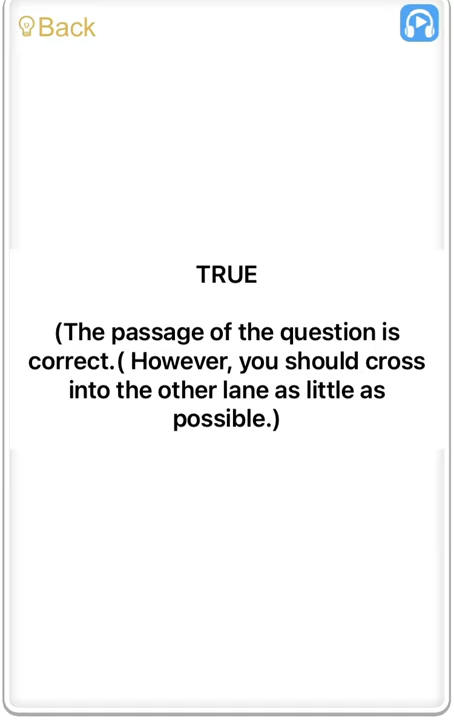 Back
TRUE
(The passage of the question is
correct.( However, you should cross
into the other lane as little as
possible.)